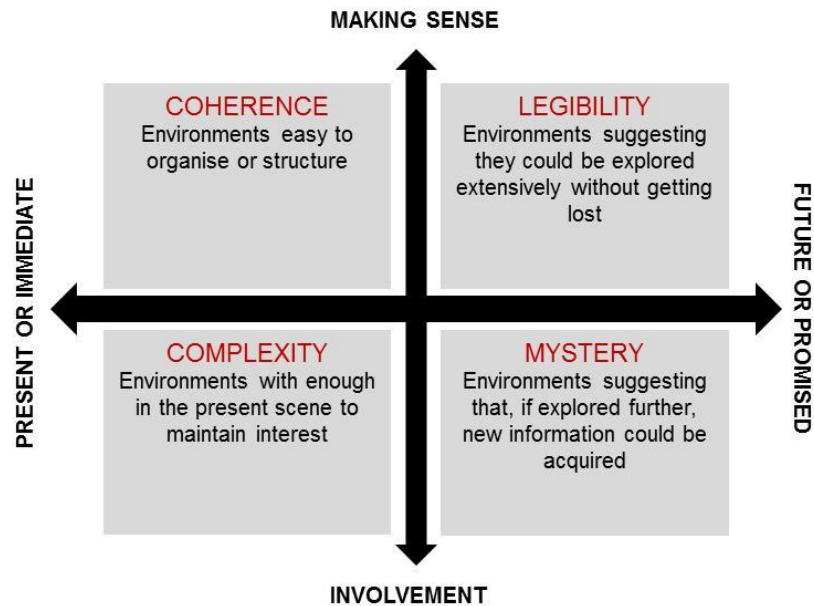 MAKING SENSE
COHERENCE
Environments easy to
organise or structure
LEGIBILITY
Environments suggesting
they could be explored
extensively without getting
lost
PRESENT OR IMMEDIATE
FUTURE OR PROMISED
COMPLEXITY
Environments with enough
in the present scene to
maintain interest
MYSTERY
Environments suggesting
that, if explored further,
new information could be
acquired
INVOLVEMENT